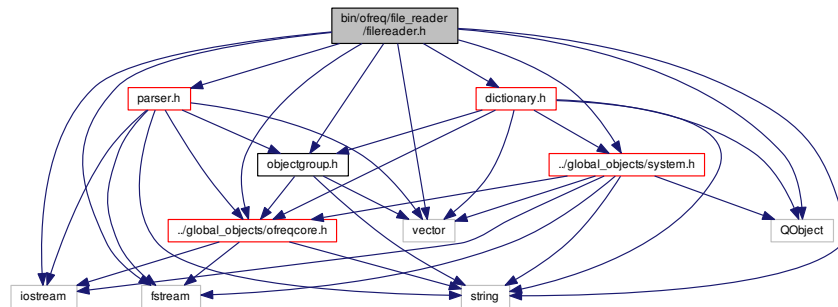 bin/ofreq/file_reader
/filereader.h
parser.h
dictionary.h
objectgroup.h
../global_objects/system.h
../global_objects/ofreqcore.h
vector
QObject
iostream
fstream
string